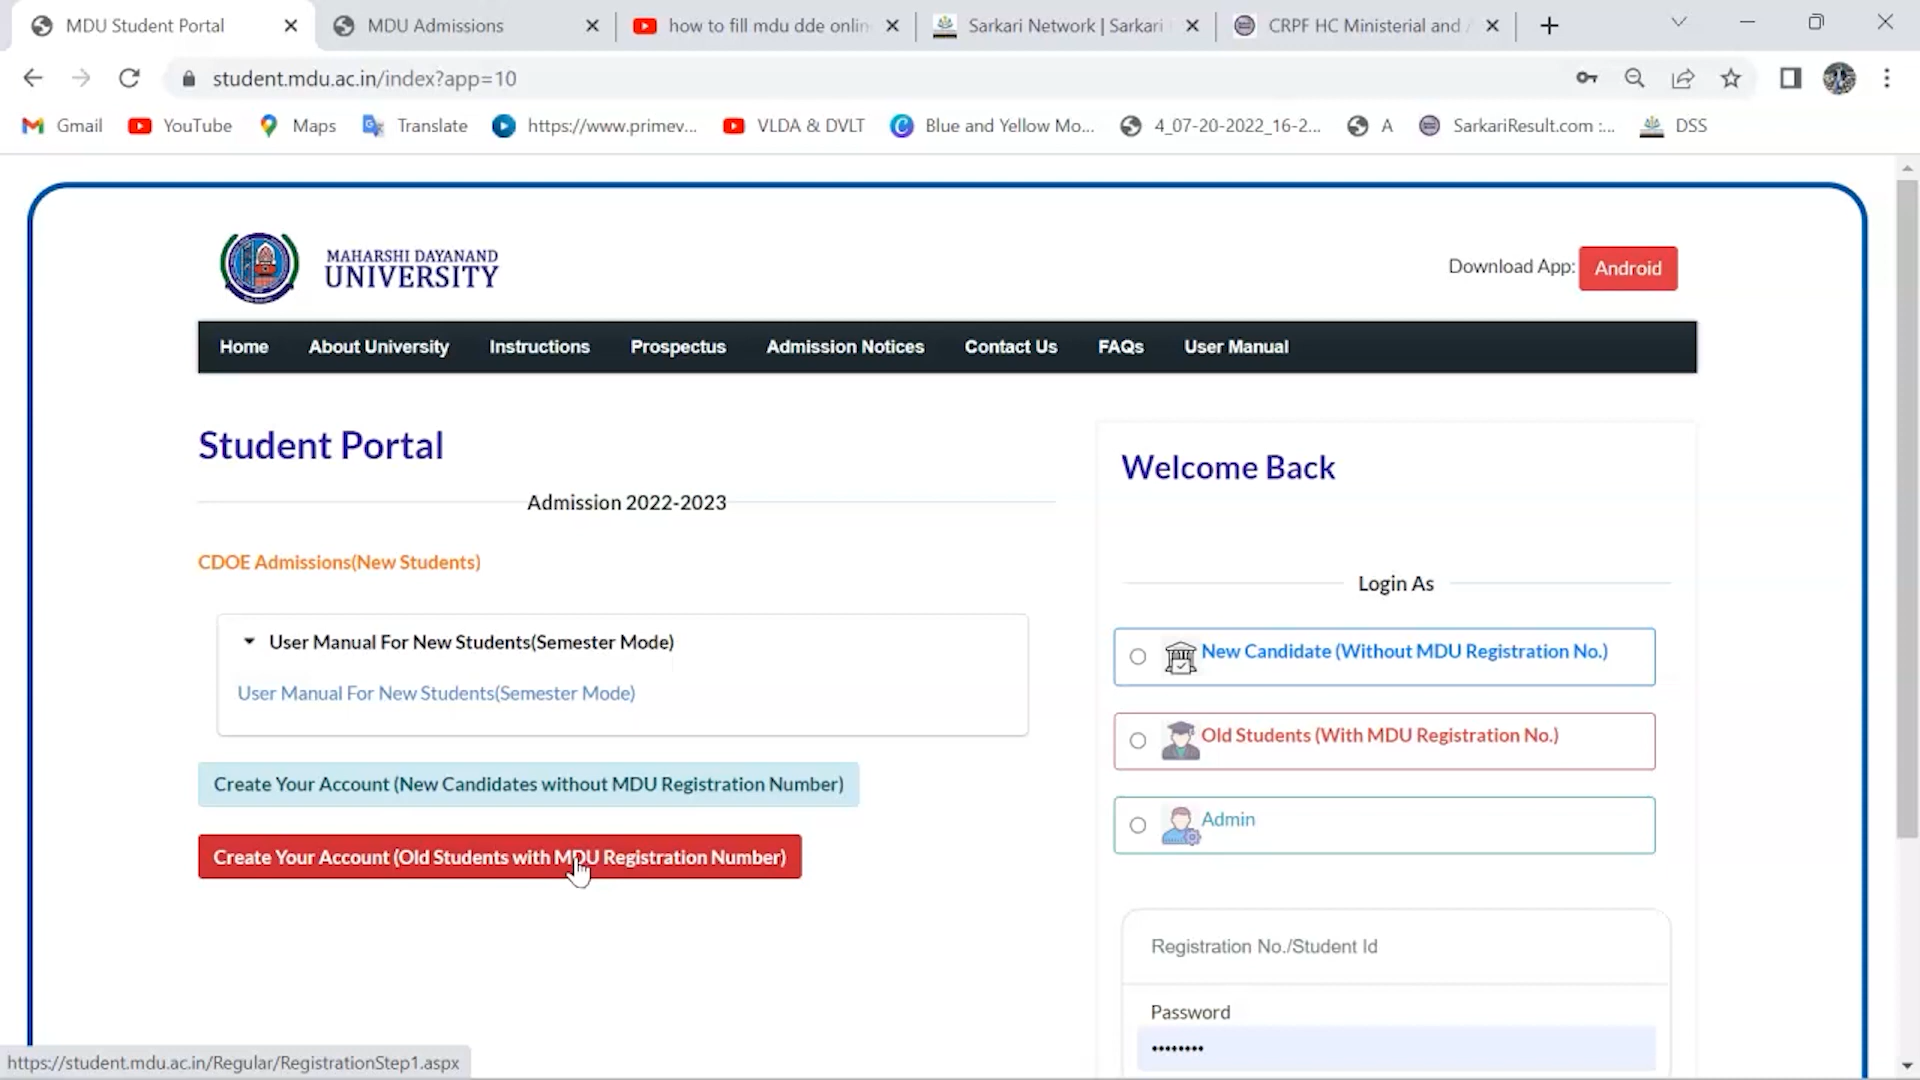 MDU Student Portal
MDU Admissions
how to fill mdu dde onlin
Sarkari Network | Sarkari
CRPF HC Ministerial and
student.mdu.ac.in/index?app=10
Gmail
YouTube
Maps
Translate
https://www.primev...
VLDA & DVLT
Blue and Yellow Mo...
4_07-20-2022_16-2...
A
SarkariResult.com :...
DSS
MAHARSHI DAYANAND
UNIVERSITY
Download App: Android
Home About University Instructions Prospectus Admission Notices Contact Us FAQs User Manual
Student Portal
Admission 2022-2023
CDOE Admissions(New Students)
User Manual For New Students(Semester Mode)
User Manual For New Students(Semester Mode)
Create Your Account (New Candidates without MDU Registration Number)
Create Your Account (Old Students with MDU Registration Number)
Welcome Back
Login As
New Candidate (Without MDU Registration No.)
Old Students (With MDU Registration No.)
Admin
Registration No./Student Id
Password
••••••••
https://student.mdu.ac.in/Regular/RegistrationStep1.aspx